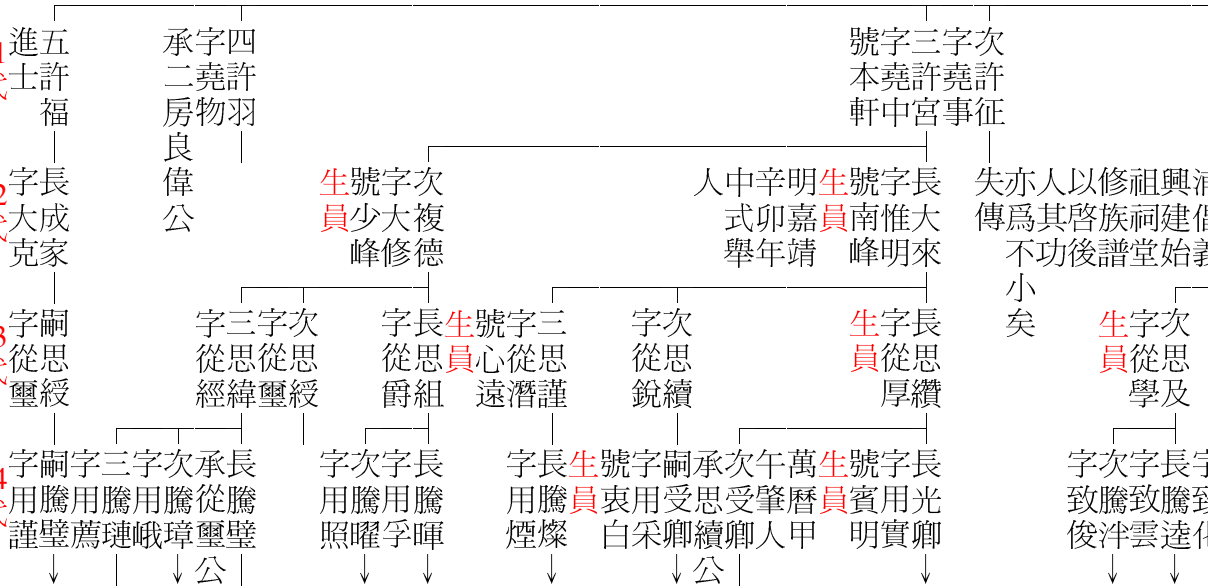 次許征
字堯事
三許宮
字堯中
號本軒
四許羽
字堯物
承二房良偉公
五許福
進士
興建始
祖祠堂
修族譜
以啓後
人其功
亦爲不小矣
失傳
長大來
字惟明
號南峰
生員
明嘉靖
辛卯年
中式舉
人
次複德
字大修
號少峰
生員
長成家
字大克
次思及
字從學
生員
長思纘
字從厚
生員
次思續
字從銳
三思謹
字從濳
號心遠
生員
長思組
字從爵
次思綬
字從璽
三思緯
字從經
嗣思綬
字從璽
長騰逵
字致雲
次騰泮
字致俊
長光卿
字用實
號賓明
生員
萬曆甲
午肇人
次受卿
承思續公
嗣受卿
字用采
號衷白
生員
長騰燦
字用煙
長騰暉
字用孚
次騰曜
字用照
長騰璧
承從璽公
次騰璋
字用峨
三騰璉
字用薦
嗣騰璧
字用謹